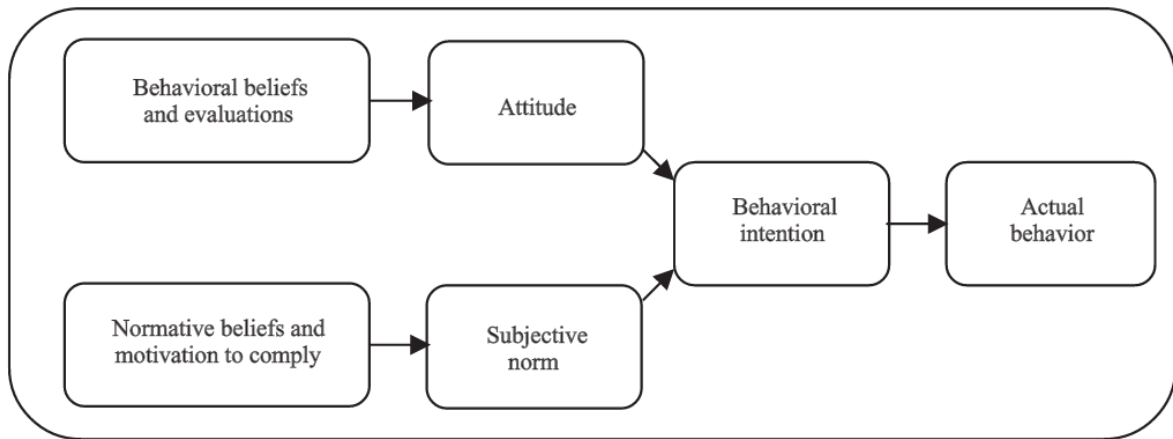 Behavioral beliefs
and evaluations
Attitude
Behavioral
intention
Actual
behavior
Normative beliefs and
motivation to comply
Subjective
norm